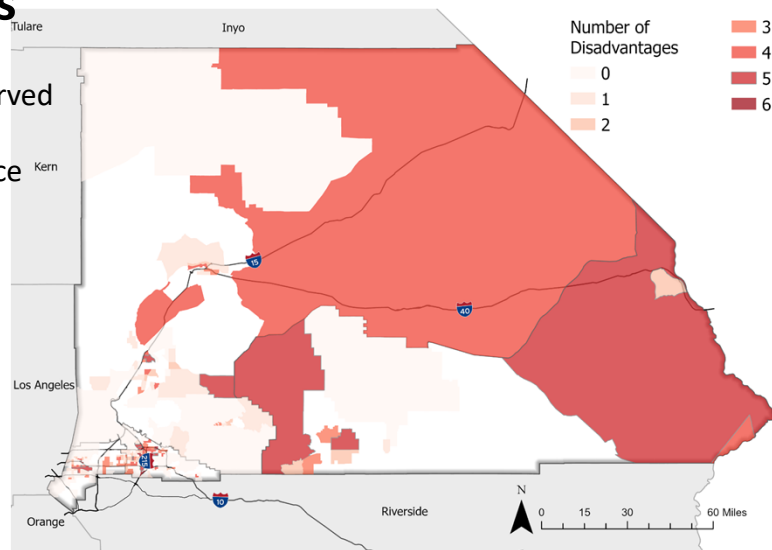 s
Tulare
Inyo
rved
ce
Kern
Number of
Disadvantages
0
1
2
3
4
5
6
15
40
Los Angeles
10
Orange
Riverside
N
0 15 30 60 Miles